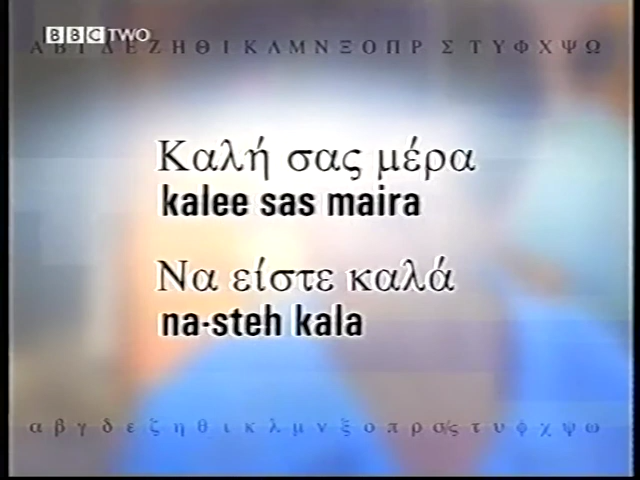 BBC TWO
Α Β Γ Δ Ε Ζ Η Θ Ι Κ Λ Μ Ν Ξ Ο Π Ρ Σ Τ Υ Φ Χ Ψ Ω
Καλή σας μέρα
kalee sas maira
Να είστε καλά
na-steh kala
α β γ δ ε ζ η θ ι κ λ μ ν ξ ο π ρ σ/ς τ υ φ χ ψ ω